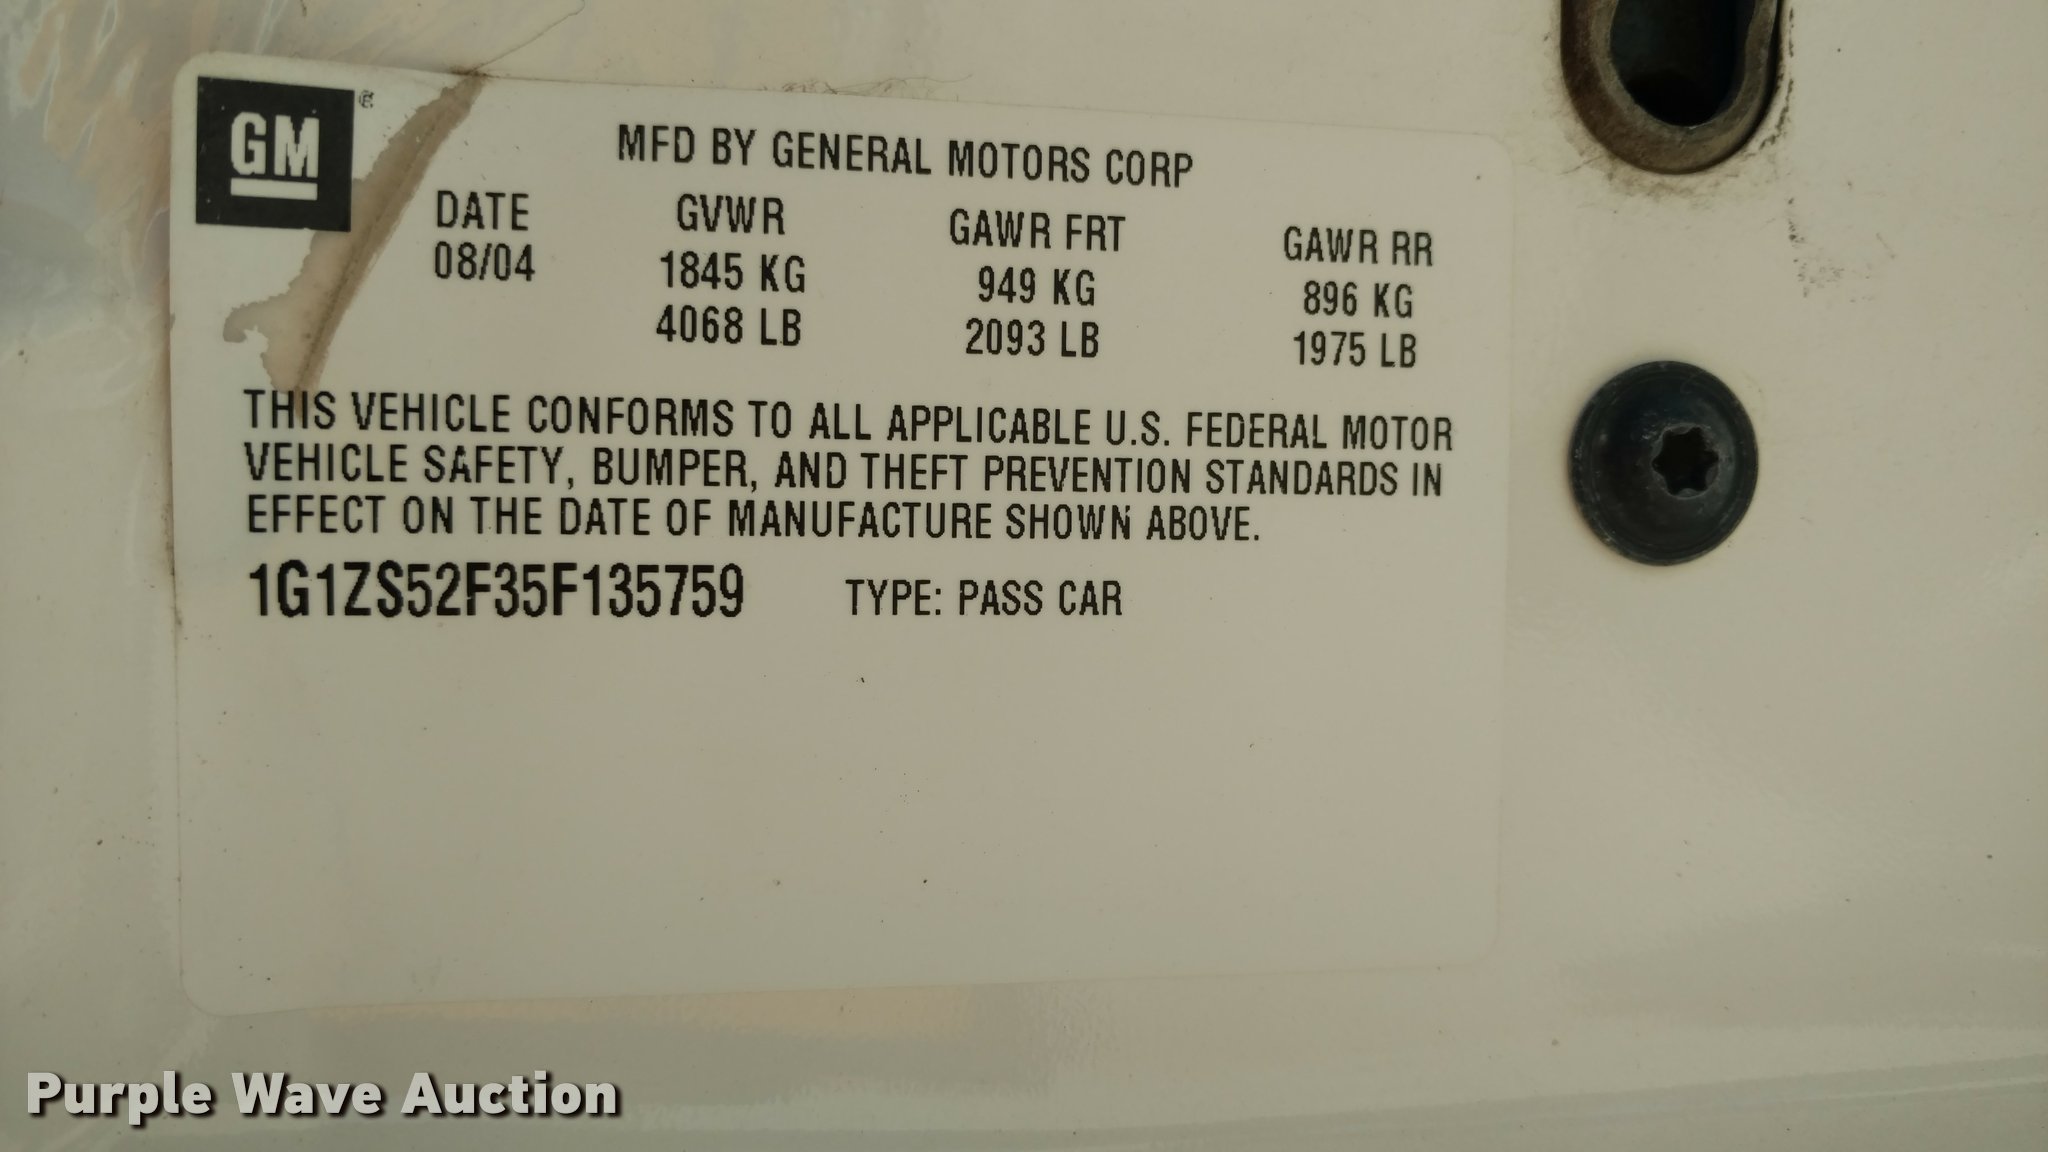 GM ®
MFD BY GENERAL MOTORS CORP
DATE GVWR GAWR FRT GAWR RR
08/04 1845 KG 949 KG 896 KG
4068 LB 2093 LB 1975 LB
THIS VEHICLE CONFORMS TO ALL APPLICABLE U.S. FEDERAL MOTOR
VEHICLE SAFETY, BUMPER, AND THEFT PREVENTION STANDARDS IN
EFFECT ON THE DATE OF MANUFACTURE SHOWN ABOVE.
1G1ZS52F35F135759 TYPE: PASS CAR
Purple Wave Auction